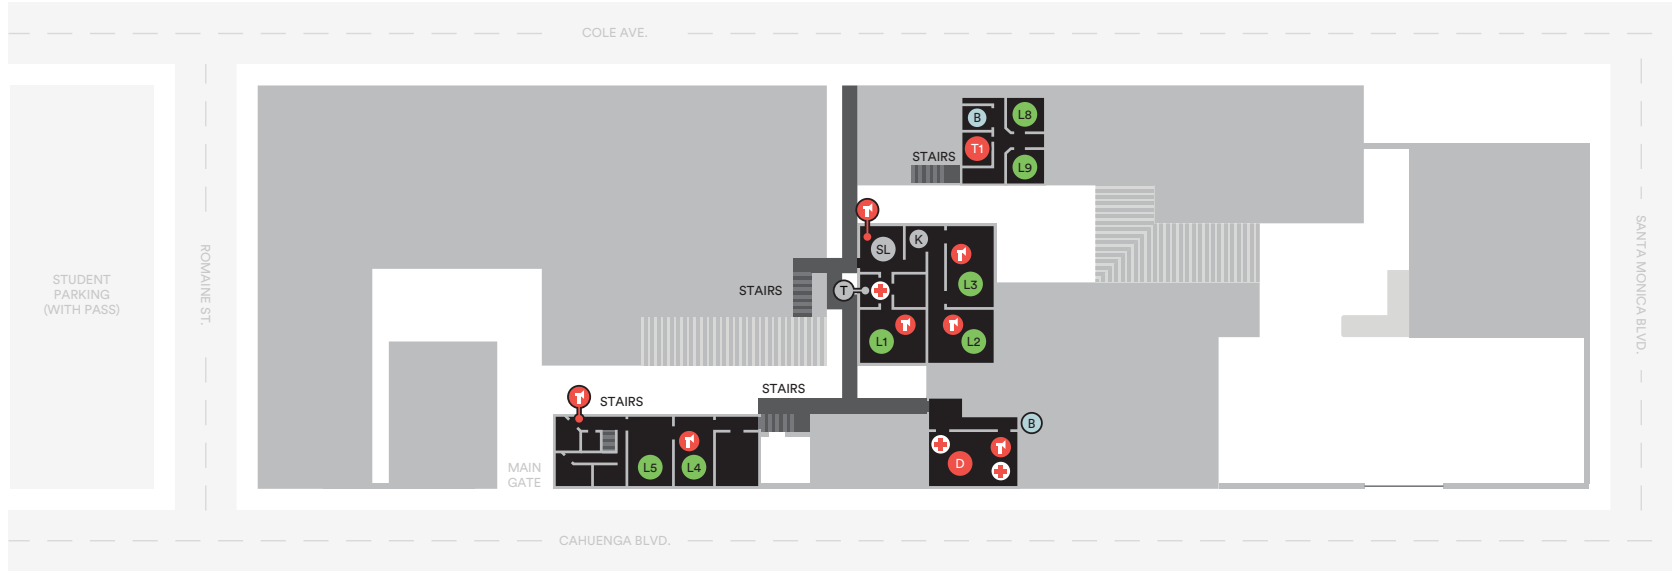 COLE AVE.
B
L8
T1
STAIRS
L9
SL
K
ROMAINE ST.
SANTA MONICA BLVD.
STUDENT
PARKING
(WITH PASS)
STAIRS
T
L3
L1
L2
STAIRS
STAIRS
B
MAIN
GATE
L5
L4
D
CAHUENGA BLVD.